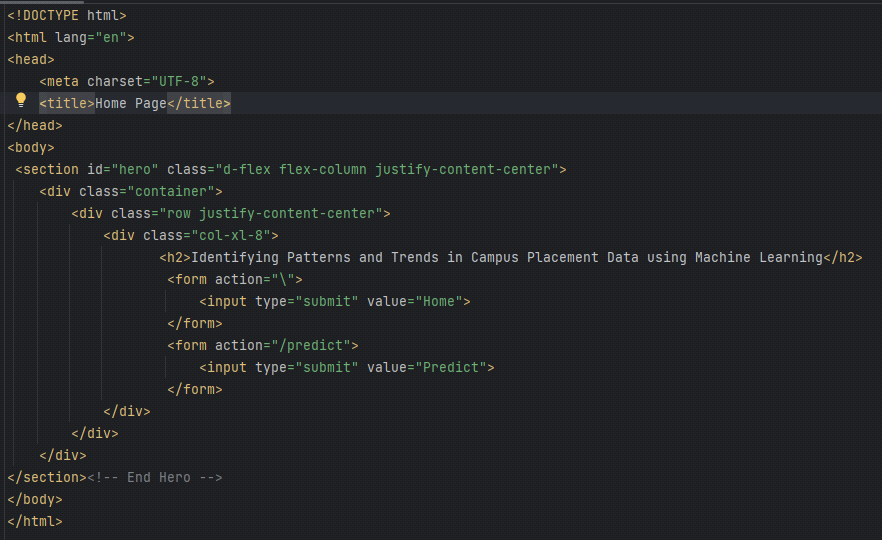 <!DOCTYPE html>
<html lang="en">
<head>
    <meta charset="UTF-8">
    <title>Home Page</title>
</head>
<body>
 <section id="hero" class="d-flex flex-column justify-content-center">
    <div class="container">
        <div class="row justify-content-center">
            <div class="col-xl-8">
                   <h2>Identifying Patterns and Trends in Campus Placement Data using Machine Learning</h2>
                    <form action="\">
                        <input type="submit" value="Home">
                    </form>
                    <form action="/predict">
                        <input type="submit" value="Predict">
                    </form>
            </div>
        </div>
    </div>
</section><!-- End Hero -->
</body>
</html>